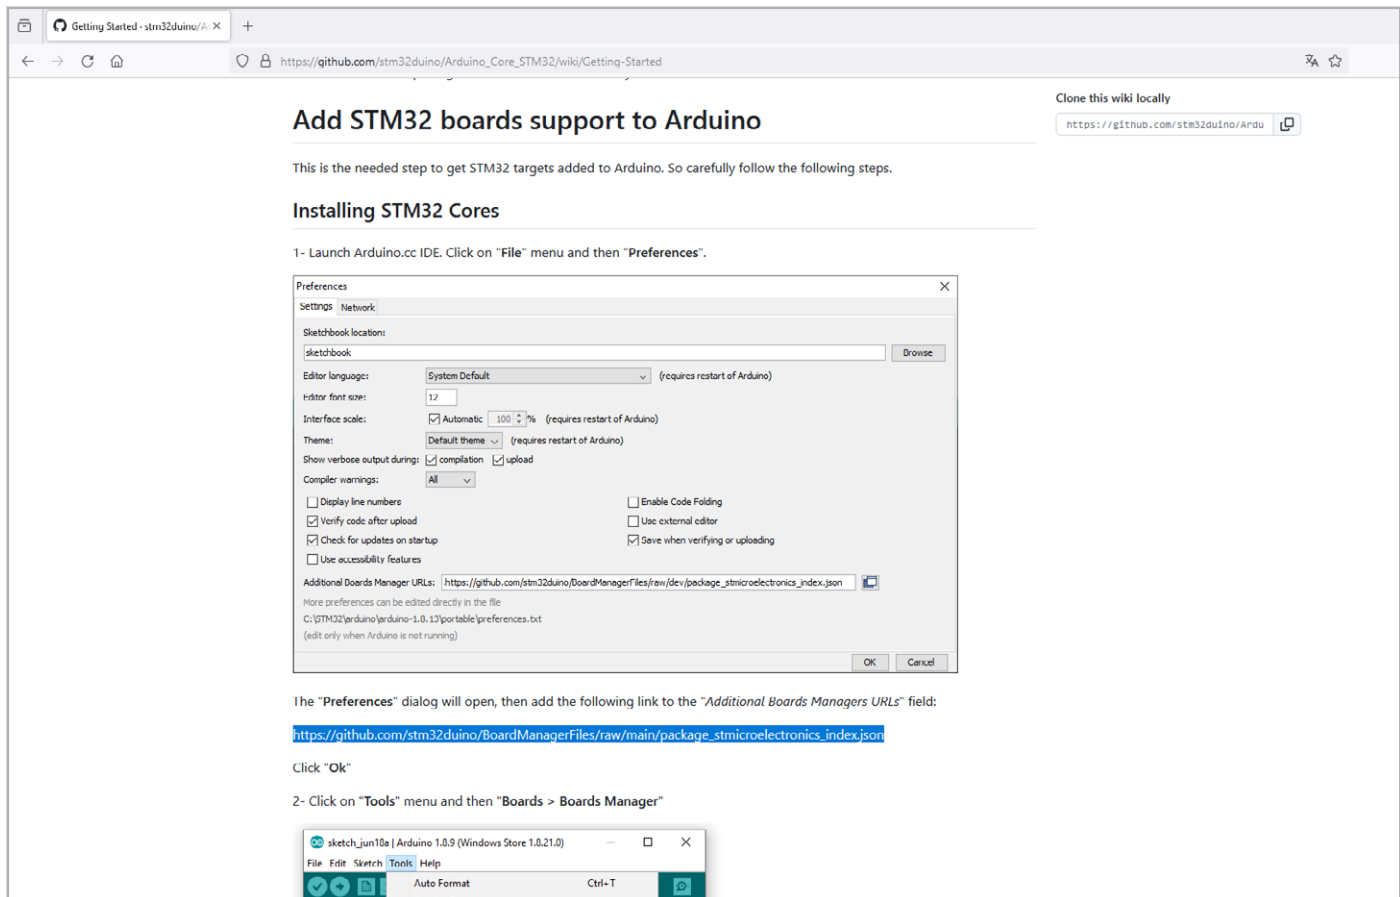 Getting Started · stm32duino/A
https://github.com/stm32duino/Arduino_Core_STM32/wiki/Getting-Started
Add STM32 boards support to Arduino
Clone this wiki locally
https://github.com/stm32duino/Ardu
This is the needed step to get STM32 targets added to Arduino. So carefully follow the following steps.
Installing STM32 Cores
1- Launch Arduino.cc IDE. Click on "File" menu and then "Preferences".
Preferences
Settings Network
Sketchbook location:
sketchbook Browse
Editor language: System Default (requires restart of Arduino)
Editor font size: 12
Interface scale: Automatic 100 % (requires restart of Arduino)
Theme: Default theme (requires restart of Arduino)
Show verbose output during: compilation upload
Compiler warnings: All
Display line numbers Enable Code Folding
Verify code after upload Use external editor
Check for updates on startup Save when verifying or uploading
Use accessibility features
Additional Boards Manager URLs: https://github.com/stm32duino/BoardManagerFiles/raw/dev/package_stmicroelectronics_index.json
More preferences can be edited directly in the file
C:\STM32\arduino\arduino-1.8.13\portable\preferences.txt
(edit only when Arduino is not running)
OK Cancel
The "Preferences" dialog will open, then add the following link to the "Additional Boards Managers URLs" field:
https://github.com/stm32duino/BoardManagerFiles/raw/main/package_stmicroelectronics_index.json
Click "Ok"
2- Click on "Tools" menu and then "Boards > Boards Manager"
sketch_jun18a | Arduino 1.8.9 (Windows Store 1.8.21.0)
File Edit Sketch Tools Help
Auto Format Ctrl+T